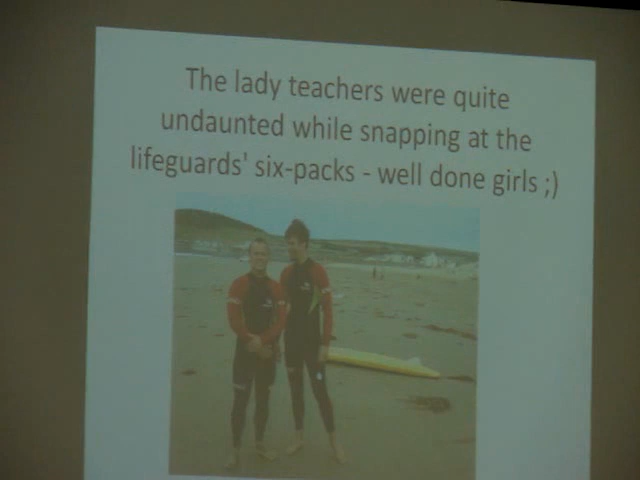 The lady teachers were quite
undaunted while snapping at the
lifeguards' six-packs - well done girls ;)